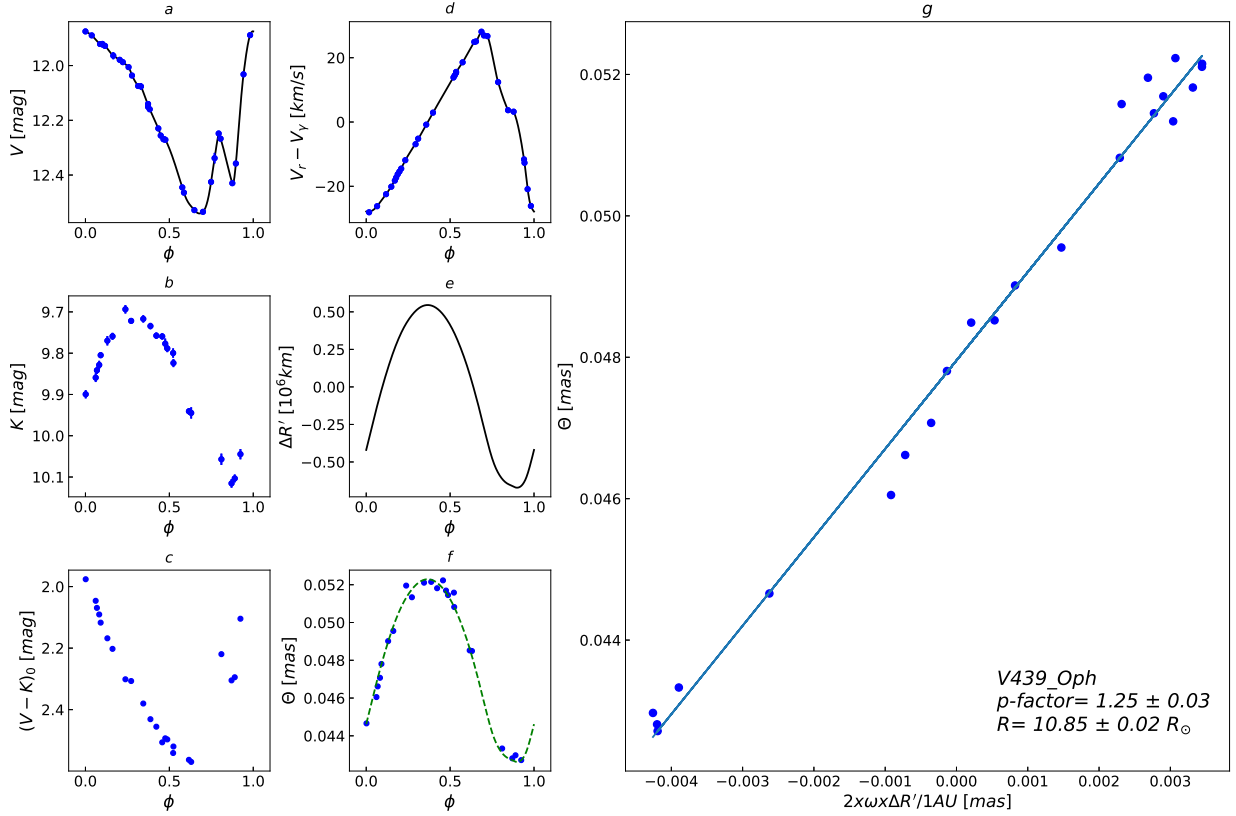 a
12.0
12.2
12.4
V [mag]
0.0 0.5 1.0
ϕ
d
20
0
−20
V_r − V_γ [km/s]
0.0 0.5 1.0
ϕ
b
9.7
9.8
9.9
10.0
10.1
K [mag]
0.0 0.5 1.0
ϕ
e
0.50
0.25
0.00
−0.25
−0.50
ΔR′ [10⁶km]
0.0 0.5 1.0
ϕ
c
2.0
2.2
2.4
(V − K)₀ [mag]
0.0 0.5 1.0
ϕ
f
0.052
0.050
0.048
0.046
0.044
Θ [mas]
0.0 0.5 1.0
ϕ
g
0.052
0.050
0.048
0.046
0.044
Θ [mas]
V439_Oph
p-factor= 1.25 ± 0.03
R= 10.85 ± 0.02 R☉
−0.004 −0.003 −0.002 −0.001 0.000 0.001 0.002 0.003
2xωxΔR′/1AU [mas]